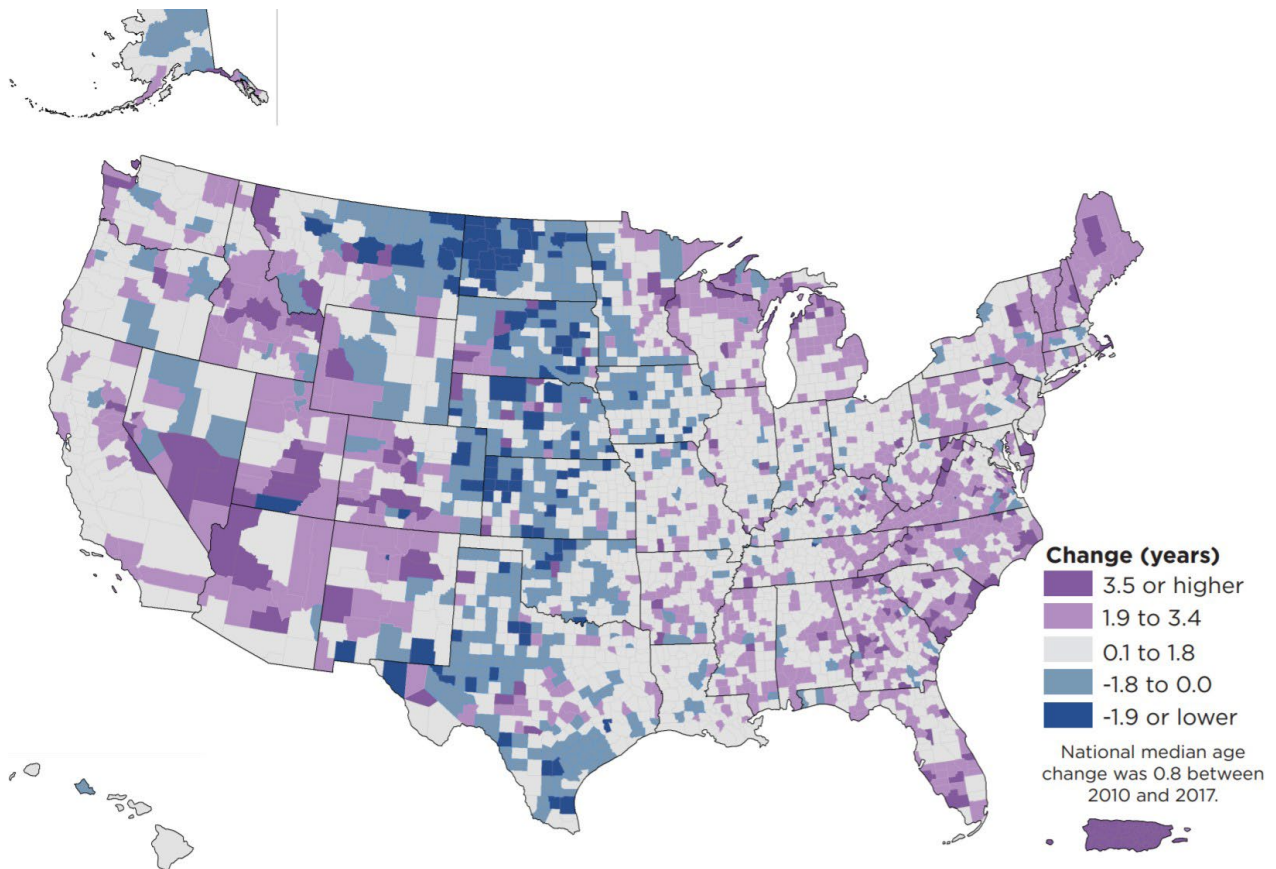 Change (years)
3.5 or higher
1.9 to 3.4
0.1 to 1.8
-1.8 to 0.0
-1.9 or lower
National median age
change was 0.8 between
2010 and 2017.